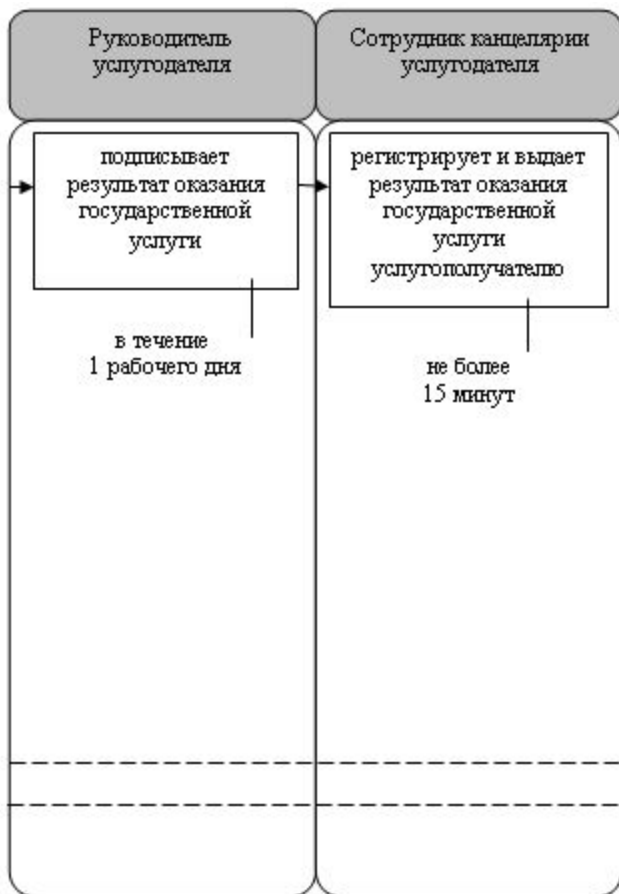 Руководитель
услугодателя
Сотрудник канцелярии
услугодателя
подписывает
результат оказания
государственной
услуги
регистрирует и выдает
результат оказания
государственной
услуги
услугополучателю
в течение
1 рабочего дня
не более
15 минут